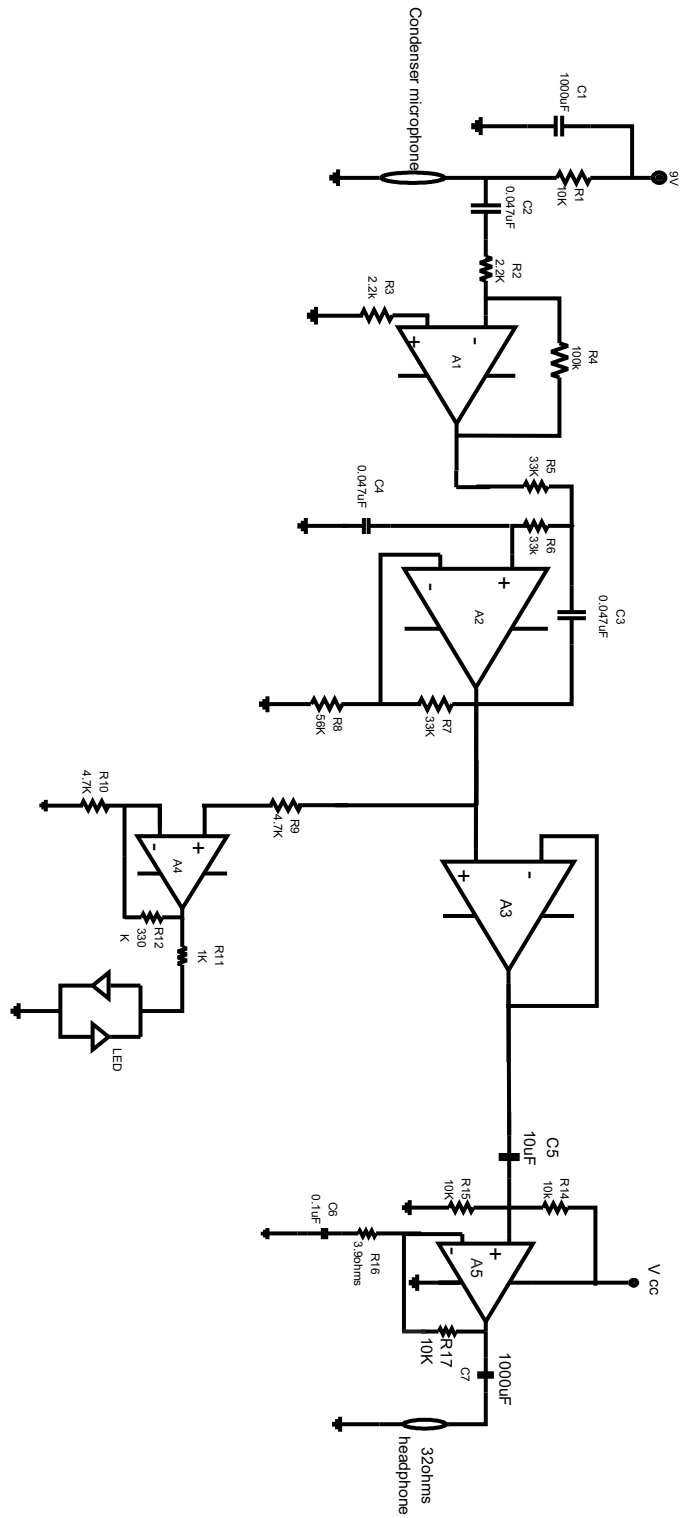 Condenser microphone
C1
1000uF
9V
R1
10K
C2
0.047uF
R2
2.2K
R3
2.2k
R4
100k
-
+
A1
R5
33K
C4
0.047uF
R6
33k
C3
0.047uF
+
-
A2
R7
33K
R8
56K
R9
4.7K
R10
4.7K
+
-
A4
R12
330
K
R11
1K
LED
-
+
A3
C5
10uF
R14
10k
R15
10K
V cc
C6
0.1uF
R16
3.9ohms
+
-
A5
R17
10K
1000uF
C7
32ohms
headphone